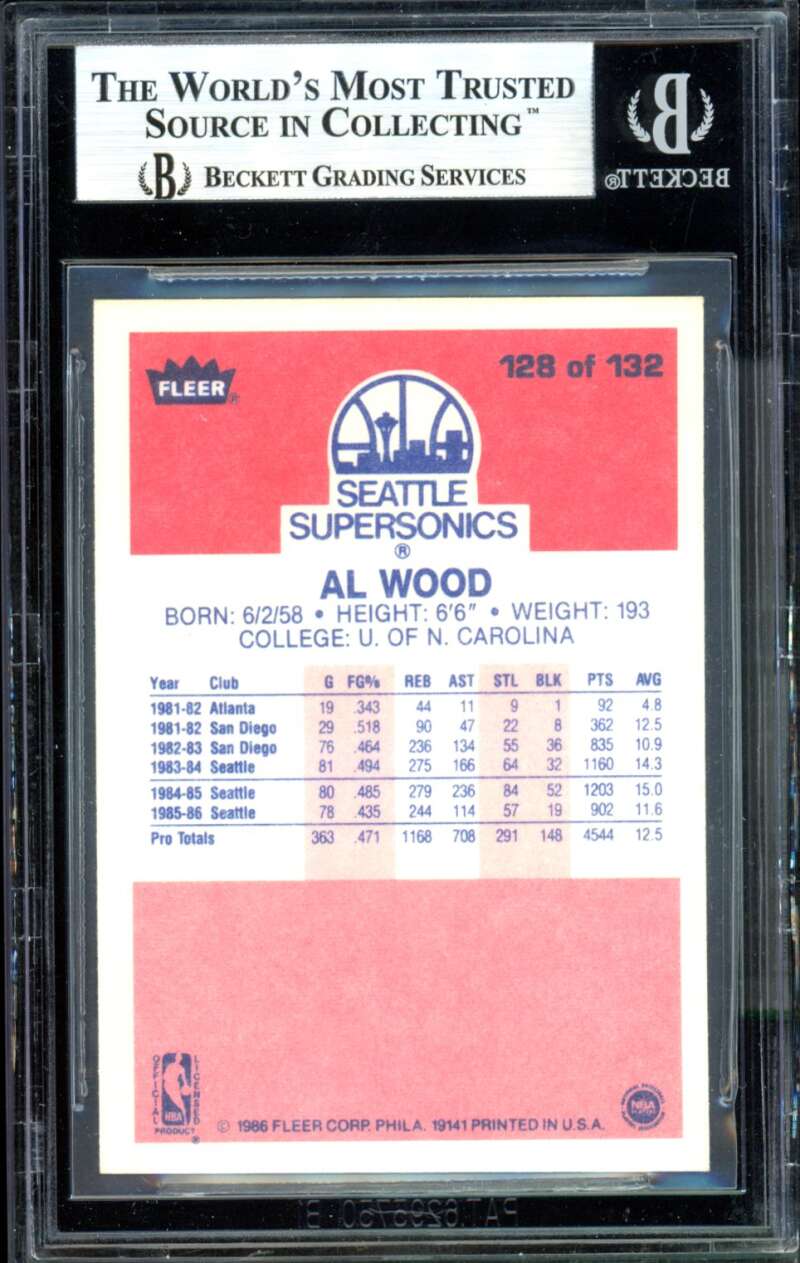 THE WORLD'S MOST TRUSTED
SOURCE IN COLLECTING™
B BECKETT GRADING SERVICES
B
BECKETT®
FLEER®
128 of 132
SEATTLE
SUPERSONICS
®
AL WOOD
BORN: 6/2/58 • HEIGHT: 6'6" • WEIGHT: 193
COLLEGE: U. OF N. CAROLINA
Year Club G FG% REB AST STL BLK PTS AVG
1981-82 Atlanta 19 .343 44 11 9 1 92 4.8
1981-82 San Diego 29 .518 90 47 22 8 362 12.5
1982-83 San Diego 76 .464 236 134 55 36 835 10.9
1983-84 Seattle 81 .494 275 166 64 32 1160 14.3
1984-85 Seattle 80 .485 279 236 84 52 1203 15.0
1985-86 Seattle 78 .435 244 114 57 19 902 11.6
Pro Totals 363 .471 1168 708 291 148 4544 12.5
OFFICIAL
NBA
LICENSED
PRODUCT
®
© 1986 FLEER CORP. PHILA. 19141 PRINTED IN U.S.A.
NBA
PLAYERS